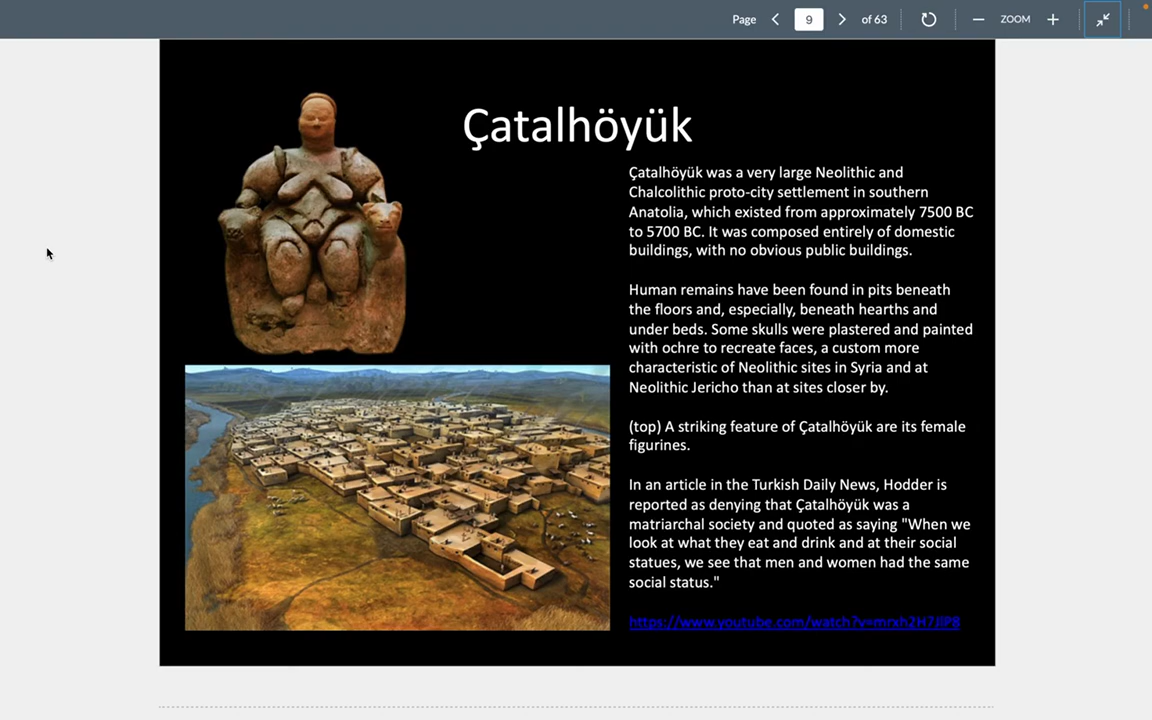 Page 9 of 63 ZOOM
Çatalhöyük
Çatalhöyük was a very large Neolithic and
Chalcolithic proto-city settlement in southern
Anatolia, which existed from approximately 7500 BC
to 5700 BC. It was composed entirely of domestic
buildings, with no obvious public buildings.
Human remains have been found in pits beneath
the floors and, especially, beneath hearths and
under beds. Some skulls were plastered and painted
with ochre to recreate faces, a custom more
characteristic of Neolithic sites in Syria and at
Neolithic Jericho than at sites closer by.
(top) A striking feature of Çatalhöyük are its female
figurines.
In an article in the Turkish Daily News, Hodder is
reported as denying that Çatalhöyük was a
matriarchal society and quoted as saying "When we
look at what they eat and drink and at their social
statues, we see that men and women had the same
social status."